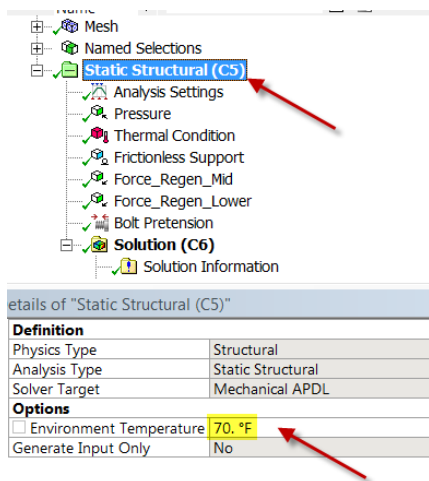 Mesh
Named Selections
Static Structural (C5)
Analysis Settings
Pressure
Thermal Condition
Frictionless Support
Force_Regen_Mid
Force_Regen_Lower
Bolt Pretension
Solution (C6)
Solution Information
etails of "Static Structural (C5)"
Definition
Physics Type Structural
Analysis Type Static Structural
Solver Target Mechanical APDL
Options
Environment Temperature 70. °F
Generate Input Only No